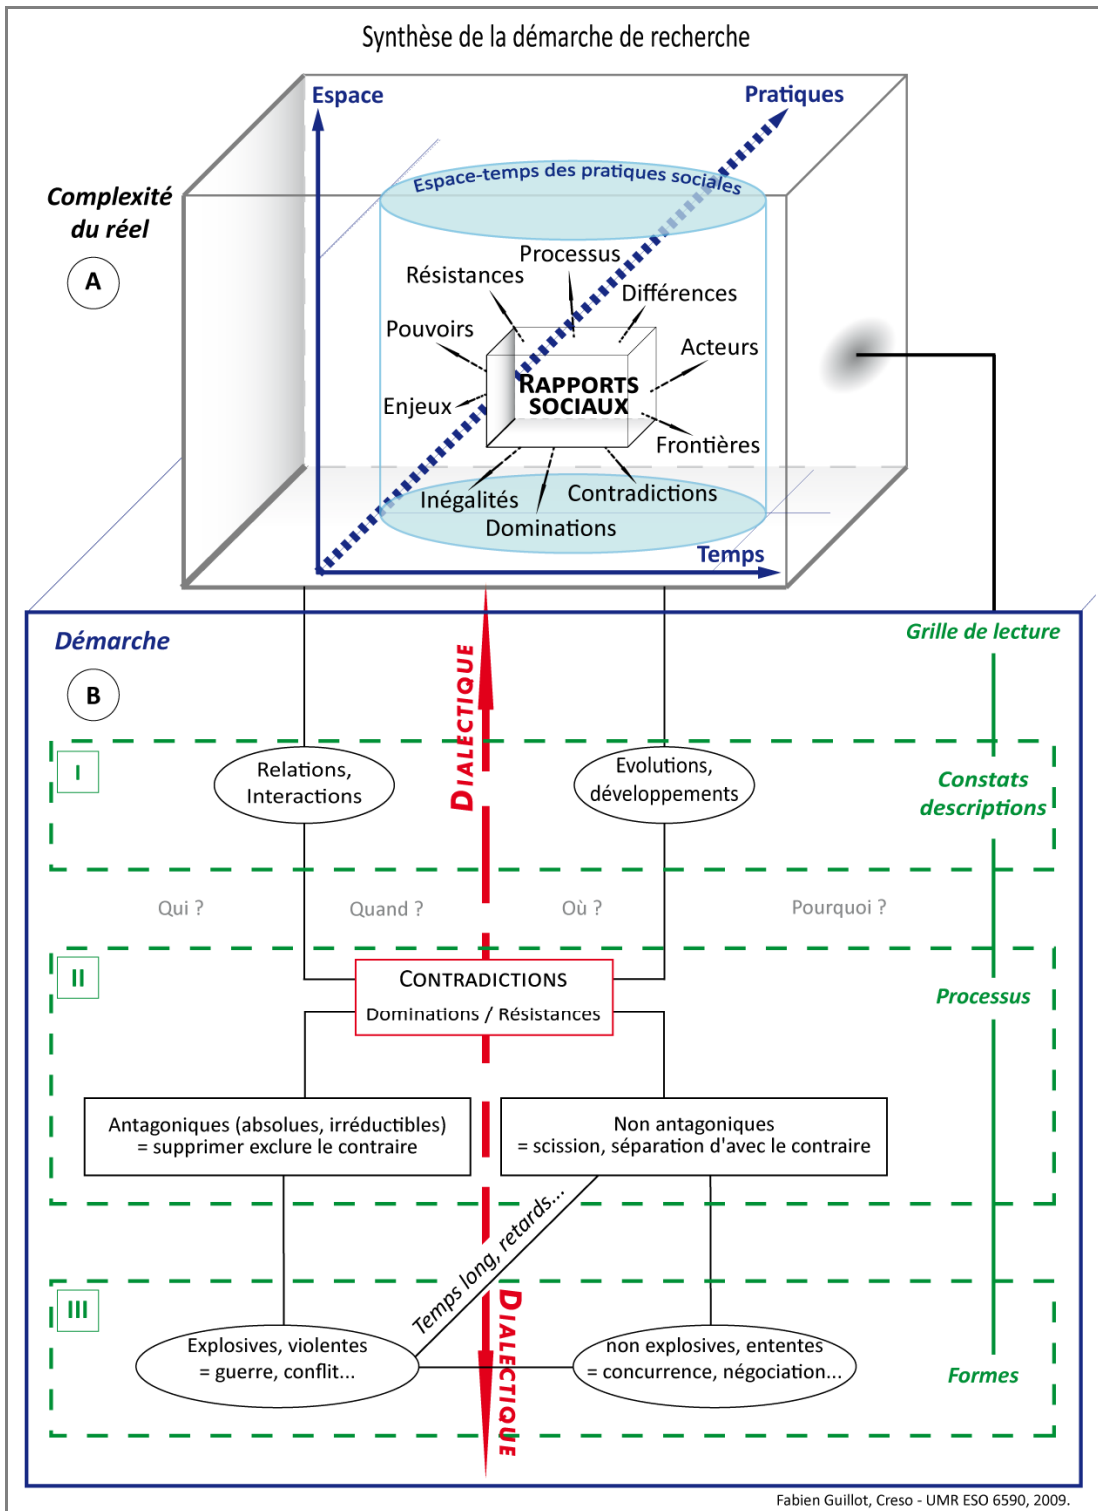 Synthèse de la démarche de recherche
Espace
Pratiques
Complexité
du réel
A
Espace-temps des pratiques sociales
Processus
Résistances
Différences
Pouvoirs
Acteurs
RAPPORTS
SOCIAUX
Enjeux
Frontières
Inégalités
Contradictions
Dominations
Temps
Démarche
Grille de lecture
B
DIALECTIQUE
I
Relations,
Interactions
Evolutions,
développements
Constats
descriptions
Qui ?
Quand ?
Où ?
Pourquoi ?
II
CONTRADICTIONS
Dominations / Résistances
Processus
Antagoniques (absolues, irréductibles)
= supprimer exclure le contraire
Non antagoniques
= scission, séparation d'avec le contraire
Temps long, retards...
III
DIALECTIQUE
Explosives, violentes
= guerre, conflit...
non explosives, ententes
= concurrence, négociation...
Formes
Fabien Guillot, Creso - UMR ESO 6590, 2009.